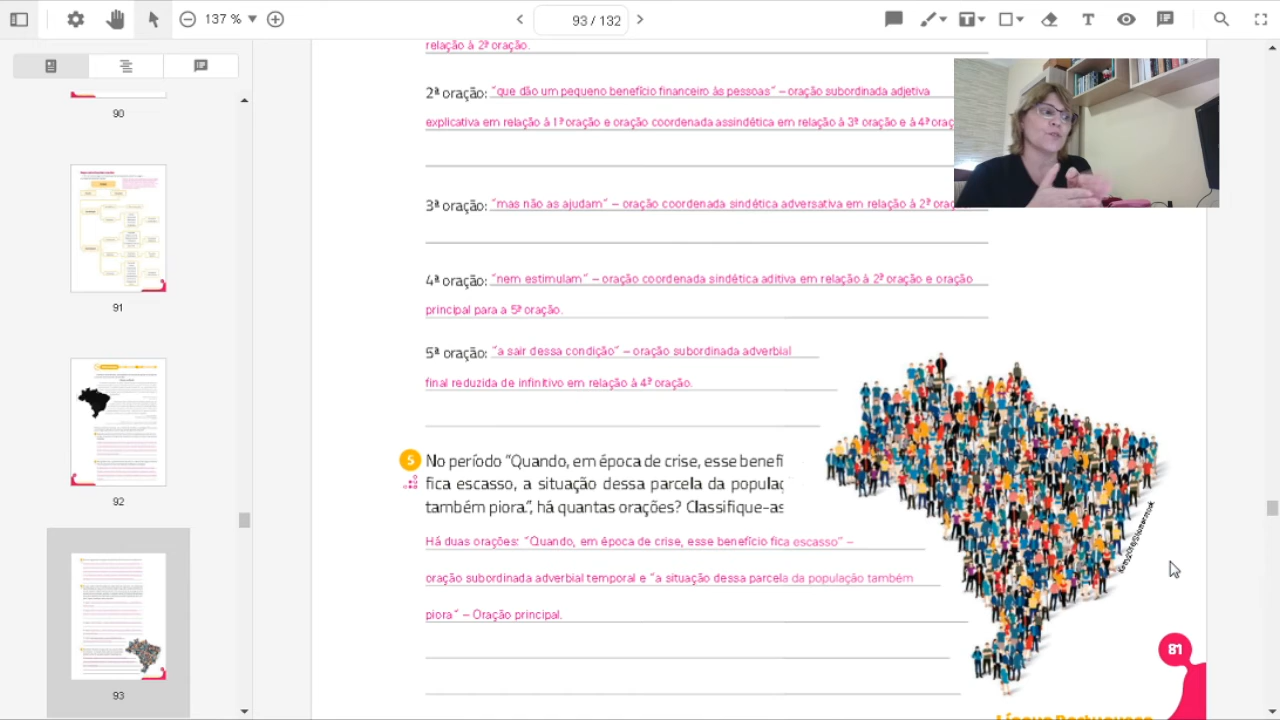 137 %
93 / 132
90
91
92
93
relação à 2ª oração.
2ª oração: "que dão um pequeno benefício financeiro às pessoas" – oração subordinada adjetiva
explicativa em relação à 1ª oração e oração coordenada assindética em relação à 3ª oração e à 4ª
3ª oração: "mas não as ajudam" – oração coordenada sindética adversativa em relação à 2ª
4ª oração: "nem estimulam" – oração coordenada sindética aditiva em relação à 2ª oração e oração
principal para a 5ª oração.
5ª oração: "a sair dessa condição" – oração subordinada adverbial
final reduzida de infinitivo em relação à 4ª oração.
5 No período "Quando, em época de crise, esse benefi
fica escasso, a situação dessa parcela da populaç
também piora", há quantas orações? Classifique-as
Há duas orações: "Quando, em época de crise, esse benefício fica escasso" –
oração subordinada adverbial temporal e "a situação dessa parcela da população também
piora" – Oração principal.
81
Língua Portuguesa